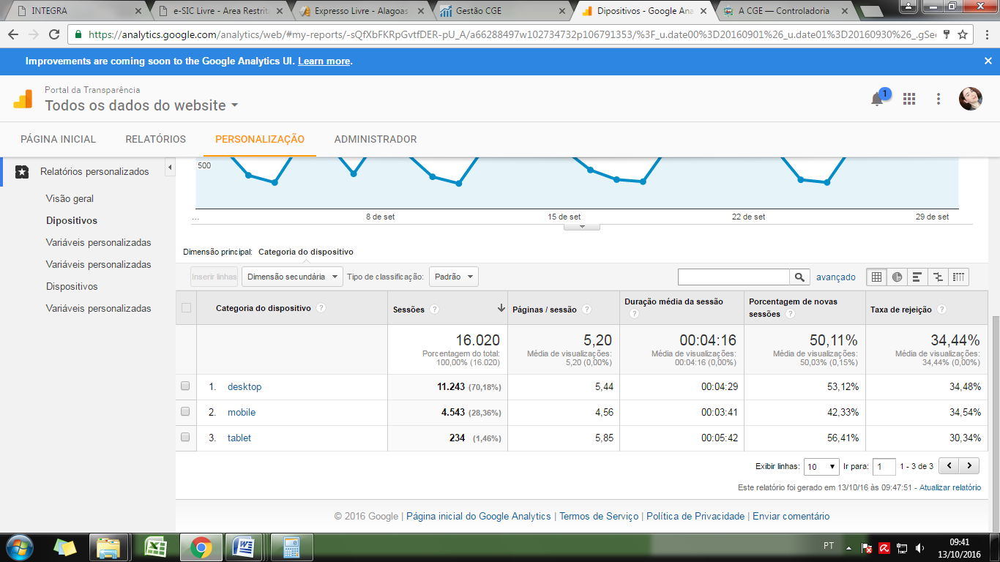 INTEGRA
e-SIC Livre - Area Restrit
Expresso Livre - Alagoas
Gestão CGE
Dipositivos - Google Ana
A CGE — Controladoria
https://analytics.google.com/analytics/web/#my-reports/-sQfXbFKRpGvtfDER-pU_A/a66288497w102734732p106791353/%3F_u.date00%3D20160901%26_u.date01%3D20160930%26_.gSe
Improvements are coming soon to the Google Analytics UI. Learn more.
Portal da Transparência
Todos os dados do website
1
PÁGINA INICIAL RELATÓRIOS PERSONALIZAÇÃO ADMINISTRADOR
Relatórios personalizados
Visão geral
Dipositivos
Variáveis personalizadas
Variáveis personalizadas
Dispositivos
Variáveis personalizadas
500
... 8 de set 15 de set 22 de set 29 de set
Dimensão principal: Categoria do dispositivo
Inserir linhas Dimensão secundária Tipo de classificação: Padrão avançado
Categoria do dispositivo ? Sessões ? Páginas / sessão ? Duração média da sessão ? Porcentagem de novas sessões ? Taxa de rejeição ?
16.020 5,20 00:04:16 50,11% 34,44%
Porcentagem do total: Média de visualizações: Média de visualizações: Média de visualizações: Média de visualizações:
100,00% (16.020) 5,20 (0,00%) 00:04:16 (0,00%) 50,03% (0,15%) 34,44% (0,00%)
1. desktop 11.243 (70,18%) 5,44 00:04:29 53,12% 34,48%
2. mobile 4.543 (28,36%) 4,56 00:03:41 42,33% 34,54%
3. tablet 234 (1,46%) 5,85 00:05:42 56,41% 30,34%
Exibir linhas: 10 Ir para: 1 1 - 3 de 3
Este relatório foi gerado em 13/10/16 às 09:47:51 - Atualizar relatório
© 2016 Google | Página inicial do Google Analytics | Termos de Serviço | Política de Privacidade | Enviar comentário
PT
09:41
13/10/2016